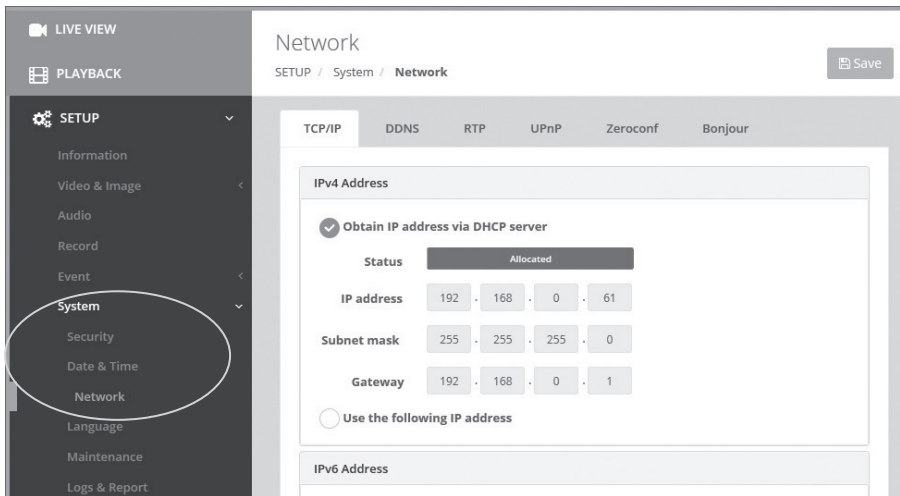 LIVE VIEW
PLAYBACK
SETUP
Information
Video & Image
Audio
Record
Event
System
Security
Date & Time
Network
Language
Maintenance
Logs & Report
Network
SETUP / System / Network
Save
TCP/IP DDNS RTP UPnP Zeroconf Bonjour
IPv4 Address
Obtain IP address via DHCP server
Status Allocated
IP address 192 . 168 . 0 . 61
Subnet mask 255 . 255 . 255 . 0
Gateway 192 . 168 . 0 . 1
Use the following IP address
IPv6 Address